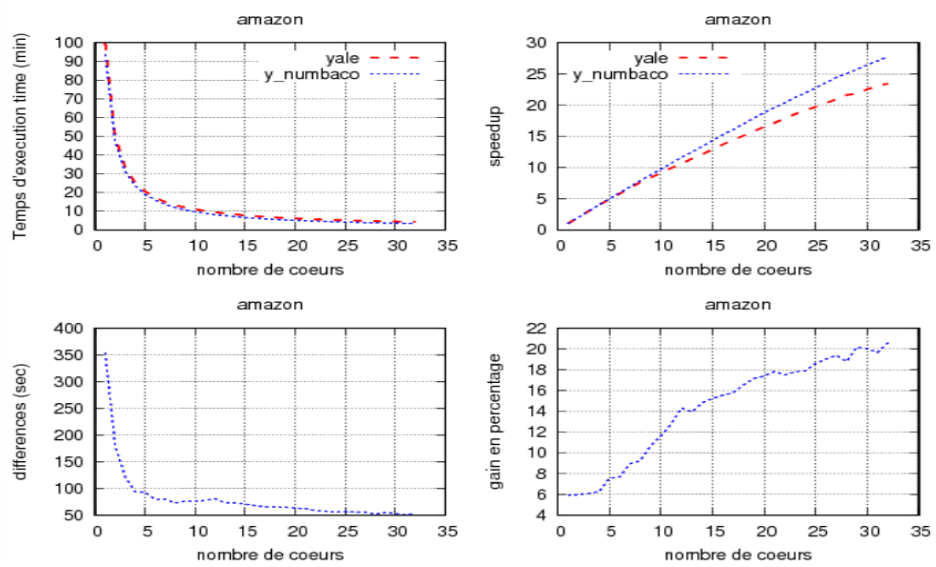 amazon
Temps d'execution time (min)
100
90
80
70
60
50
40
30
20
10
0
yale
y_numbaco
0 5 10 15 20 25 30 35
nombre de coeurs
amazon
speedup
30
25
20
15
10
5
0
yale
y_numbaco
0 5 10 15 20 25 30 35
nombre de coeurs
amazon
differences (sec)
400
350
300
250
200
150
100
50
0 5 10 15 20 25 30 35
nombre de coeurs
amazon
gain en percentage
22
20
18
16
14
12
10
8
6
4
0 5 10 15 20 25 30 35
nombre de coeurs